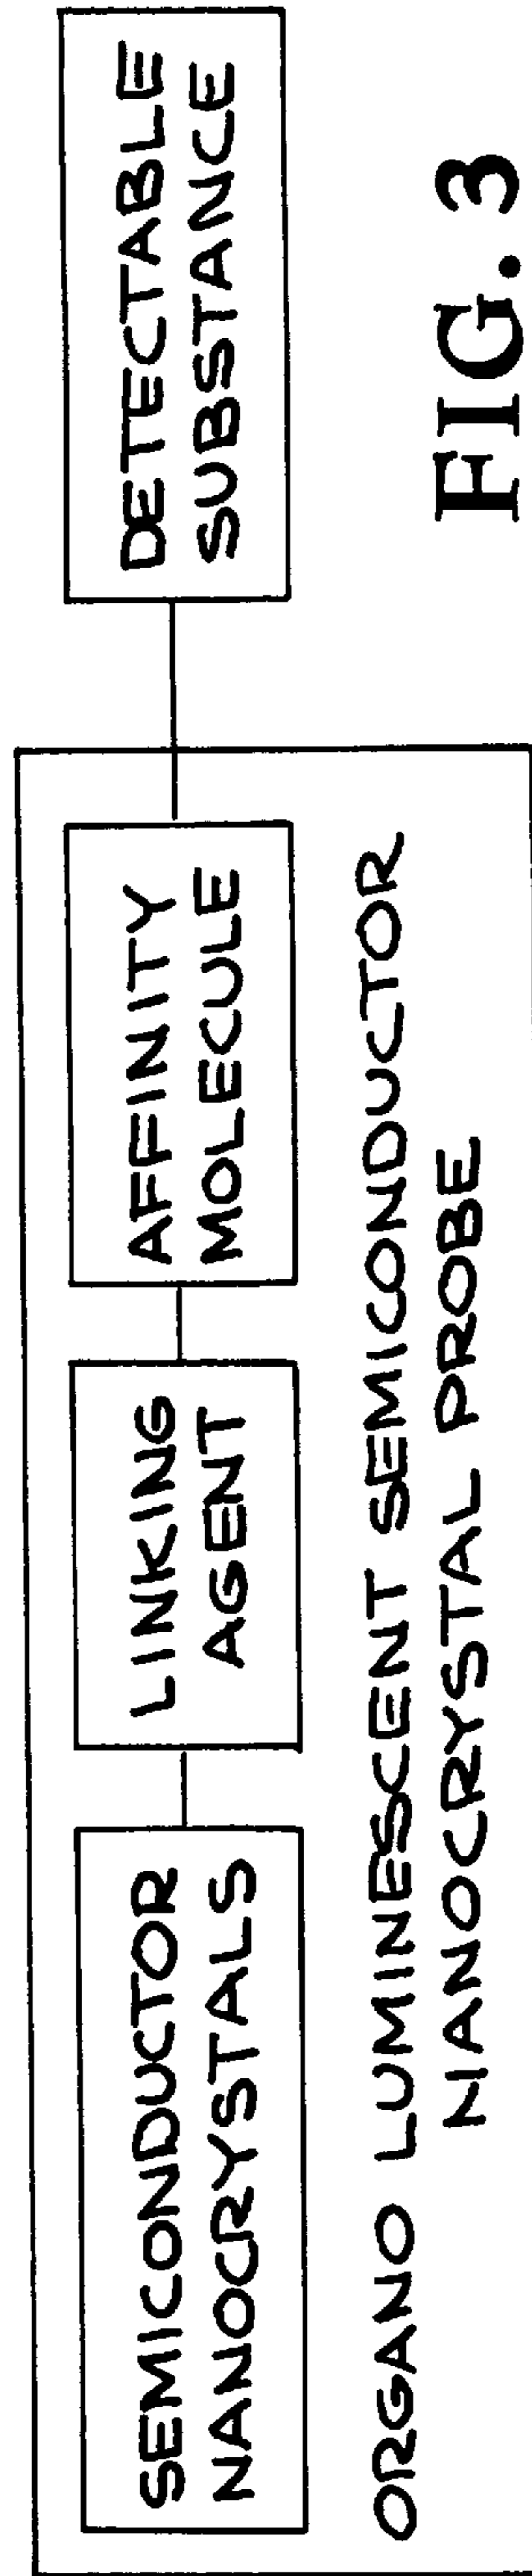 SEMICONDUCTOR
NANOCRYSTALS
LINKING
AGENT
AFFINITY
MOLECULE
DETECTABLE
SUBSTANCE
ORGANO LUMINESCENT SEMICONDUCTOR
NANOCRYSTAL PROBE
FIG. 3